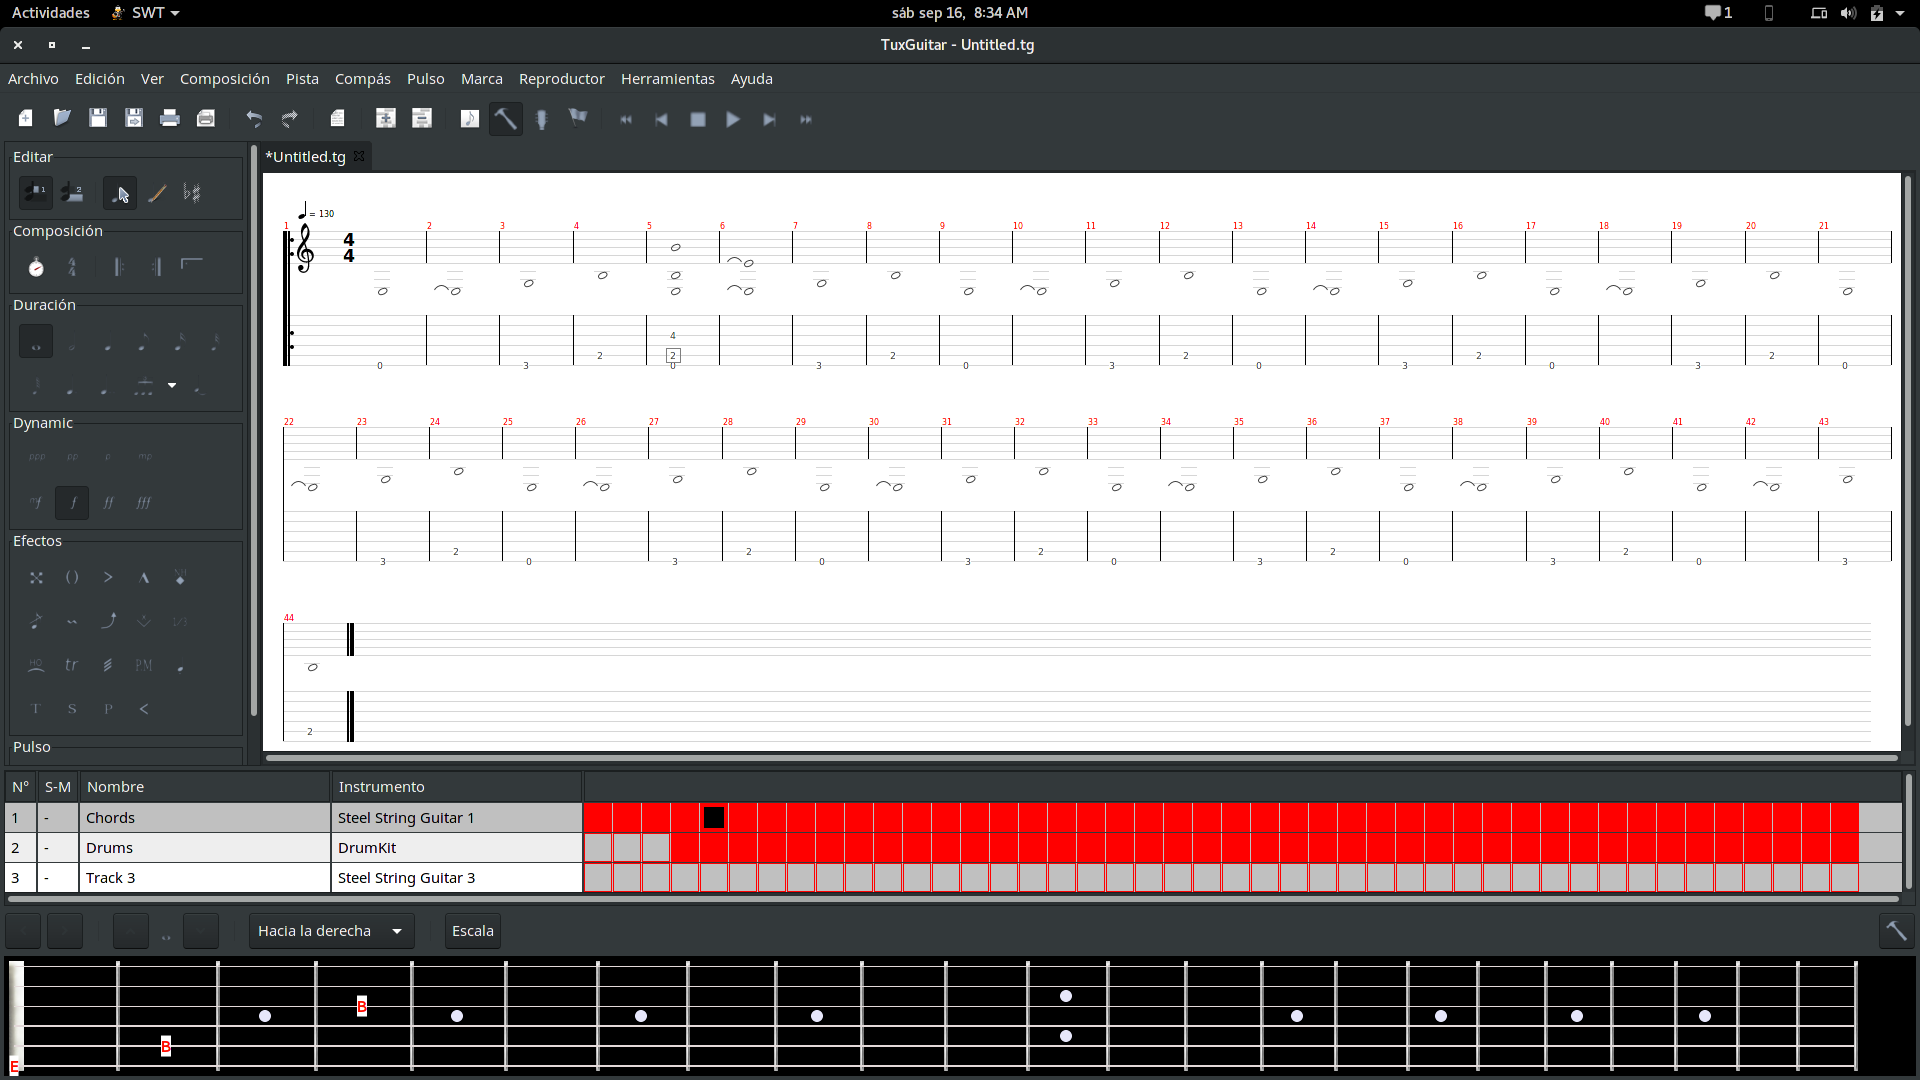 Actividades SWT sáb sep 16, 8:34 AM 1
TuxGuitar - Untitled.tg
Archivo Edición Ver Composición Pista Compás Pulso Marca Reproductor Herramientas Ayuda
*Untitled.tg
Editar
1 2
Composición
Duración
Dynamic
ppp pp p mp
mf f ff fff
Efectos
NH
1/3
HO tr P.M
T S P <
Pulso
= 130
1 2 3 4 5 6 7 8 9 10 11 12 13 14 15 16 17 18 19 20 21
4
4
4
2 2 2 2 2 2
0 3 0 3 0 3 0 3 0 3 0
22 23 24 25 26 27 28 29 30 31 32 33 34 35 36 37 38 39 40 41 42 43
2 2 2 2 2
3 0 3 0 3 0 3 0 3 0 3
44
2
Nº S-M Nombre Instrumento
1 - Chords Steel String Guitar 1
2 - Drums DrumKit
3 - Track 3 Steel String Guitar 3
Hacia la derecha Escala
B
B
E